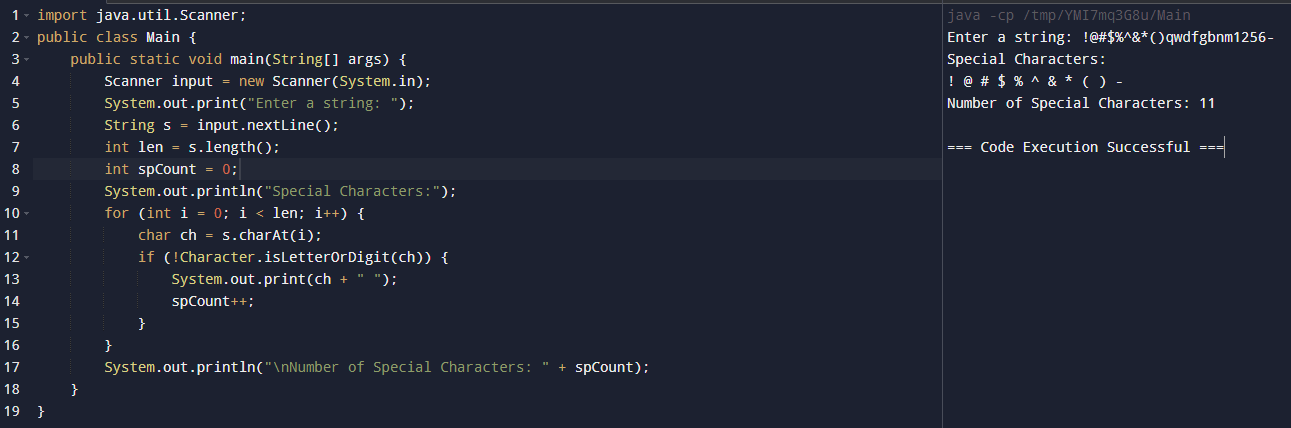 1 import java.util.Scanner;
2 public class Main {
3     public static void main(String[] args) {
4         Scanner input = new Scanner(System.in);
5         System.out.print("Enter a string: ");
6         String s = input.nextLine();
7         int len = s.length();
8         int spCount = 0;
9         System.out.println("Special Characters:");
10         for (int i = 0; i < len; i++) {
11             char ch = s.charAt(i);
12             if (!Character.isLetterOrDigit(ch)) {
13                 System.out.print(ch + " ");
14                 spCount++;
15             }
16         }
17         System.out.println("\nNumber of Special Characters: " + spCount);
18     }
19 }
java -cp /tmp/YMI7mq3G8u/Main
Enter a string: !@#$%^&*()qwdfgbnm1256-
Special Characters:
! @ # $ % ^ & * ( ) -
Number of Special Characters: 11
=== Code Execution Successful ===